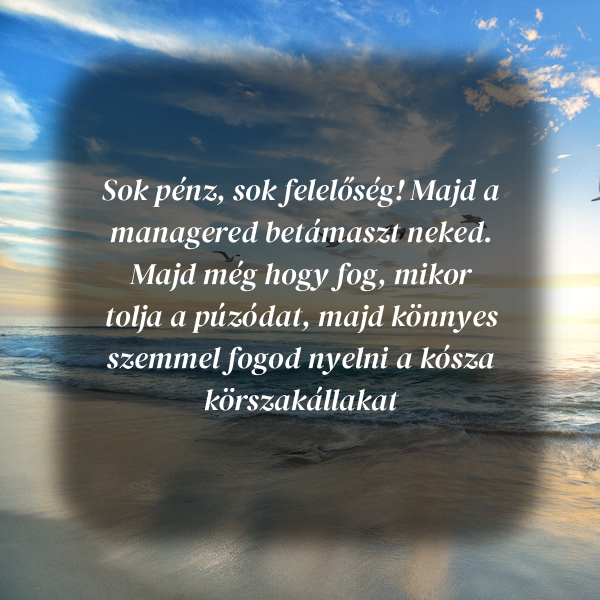 Sok pénz, sok felelőség! Majd a
managered betámaszt neked.
Majd még hogy fog, mikor
tolja a púzódat, majd könnyes
szemmel fogod nyelni a kósza
körszakállakat